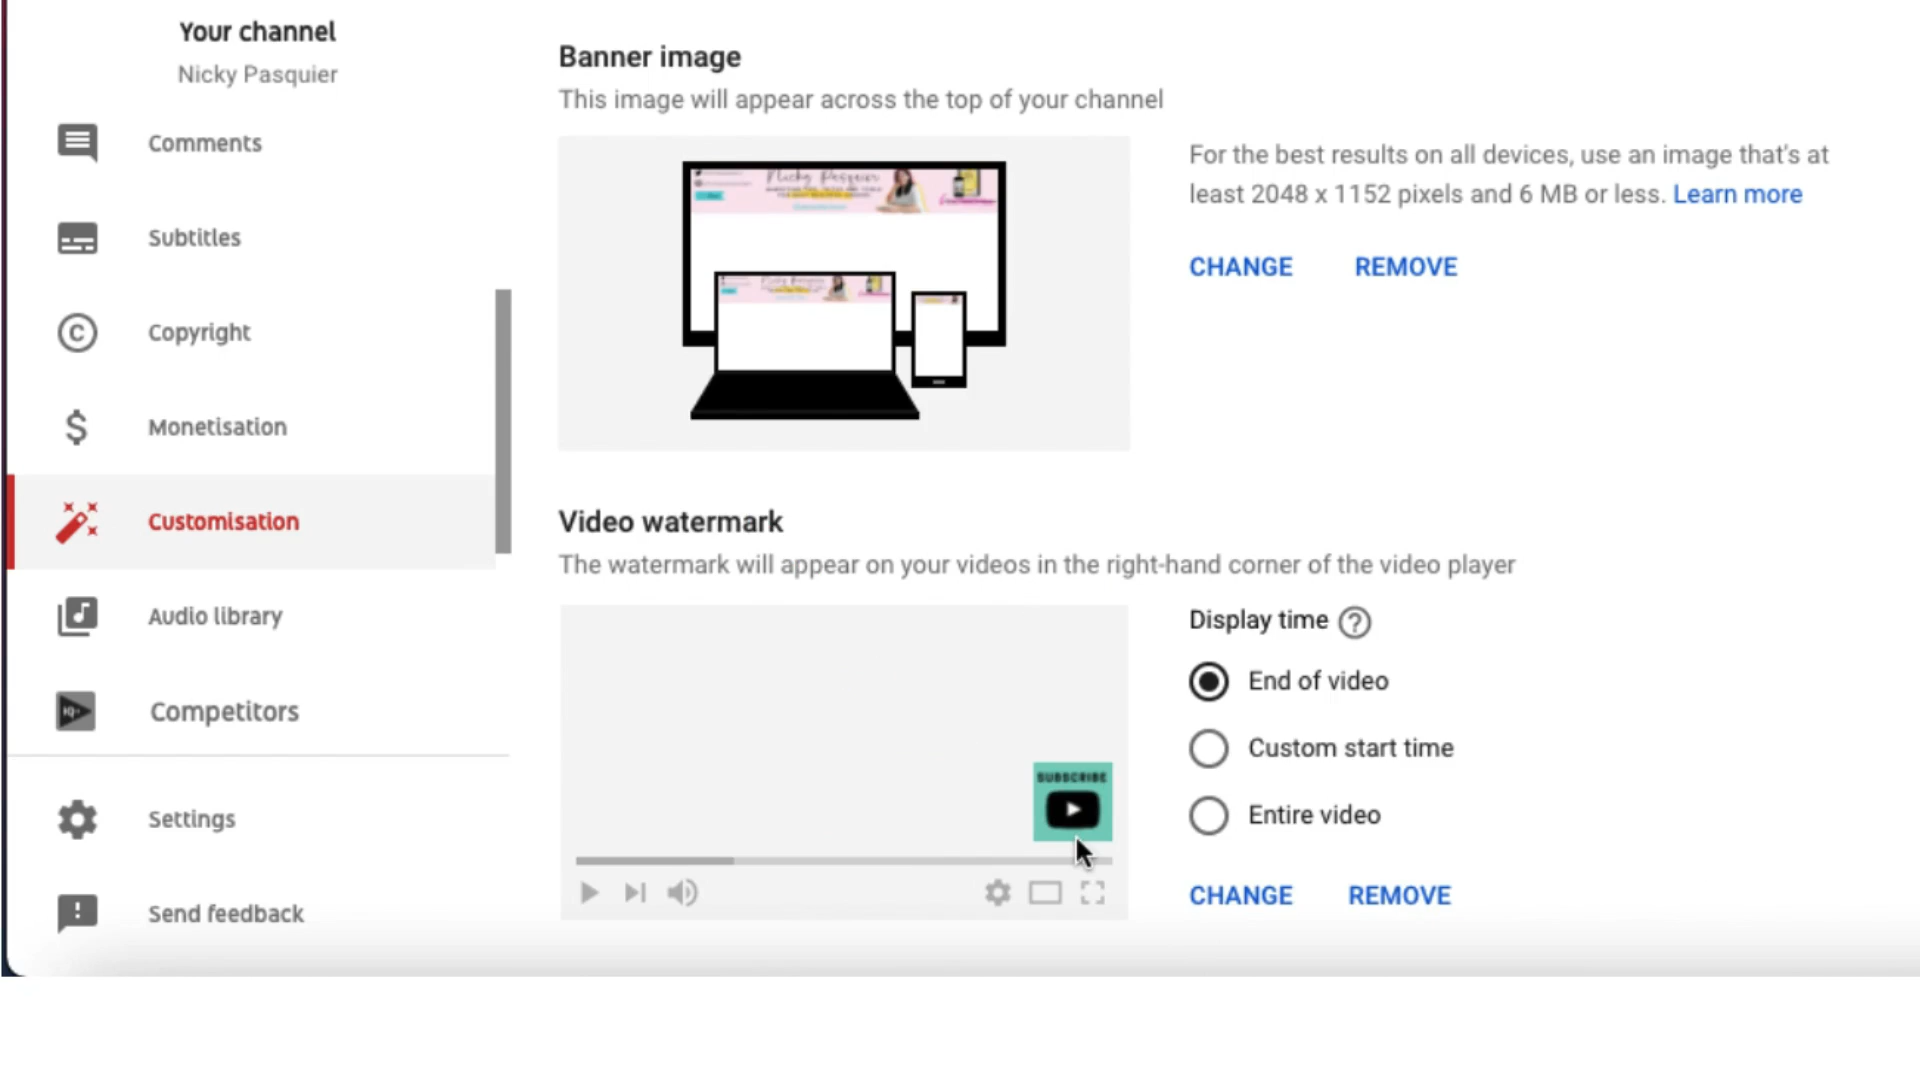 Your channel
Nicky Pasquier
Comments
Subtitles
Copyright
Monetisation
Customisation
Audio library
Competitors
Settings
Send feedback
Banner image
This image will appear across the top of your channel
Nicky Pasquier
For the best results on all devices, use an image that's at
least 2048 x 1152 pixels and 6 MB or less. Learn more
CHANGE REMOVE
Video watermark
The watermark will appear on your videos in the right-hand corner of the video player
SUBSCRIBE
Display time ?
End of video
Custom start time
Entire video
CHANGE REMOVE